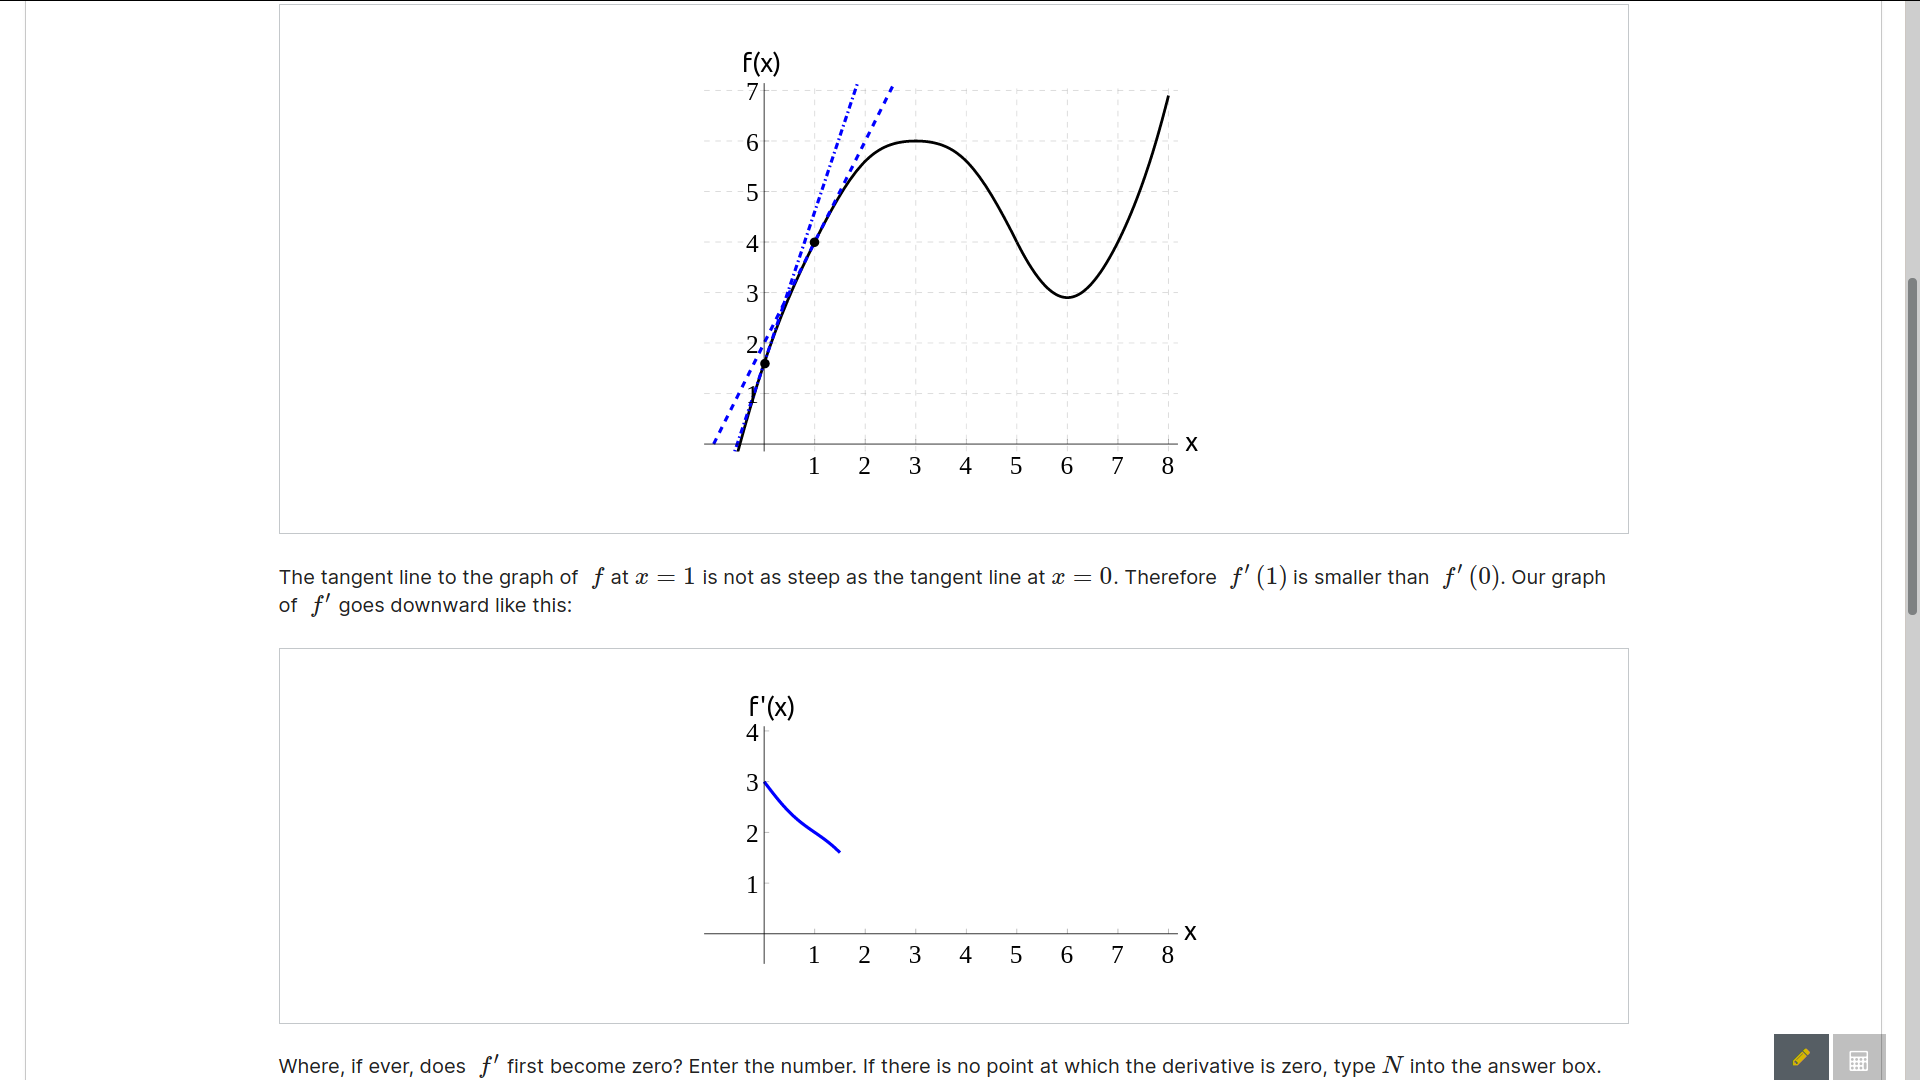 f(x)
7
6
5
4
3
2
1
x
1 2 3 4 5 6 7 8
The tangent line to the graph of f at x = 1 is not as steep as the tangent line at x = 0. Therefore f′ (1) is smaller than f′ (0). Our graph
of f′ goes downward like this:
f'(x)
4
3
2
1
x
1 2 3 4 5 6 7 8
Where, if ever, does f′ first become zero? Enter the number. If there is no point at which the derivative is zero, type N into the answer box.